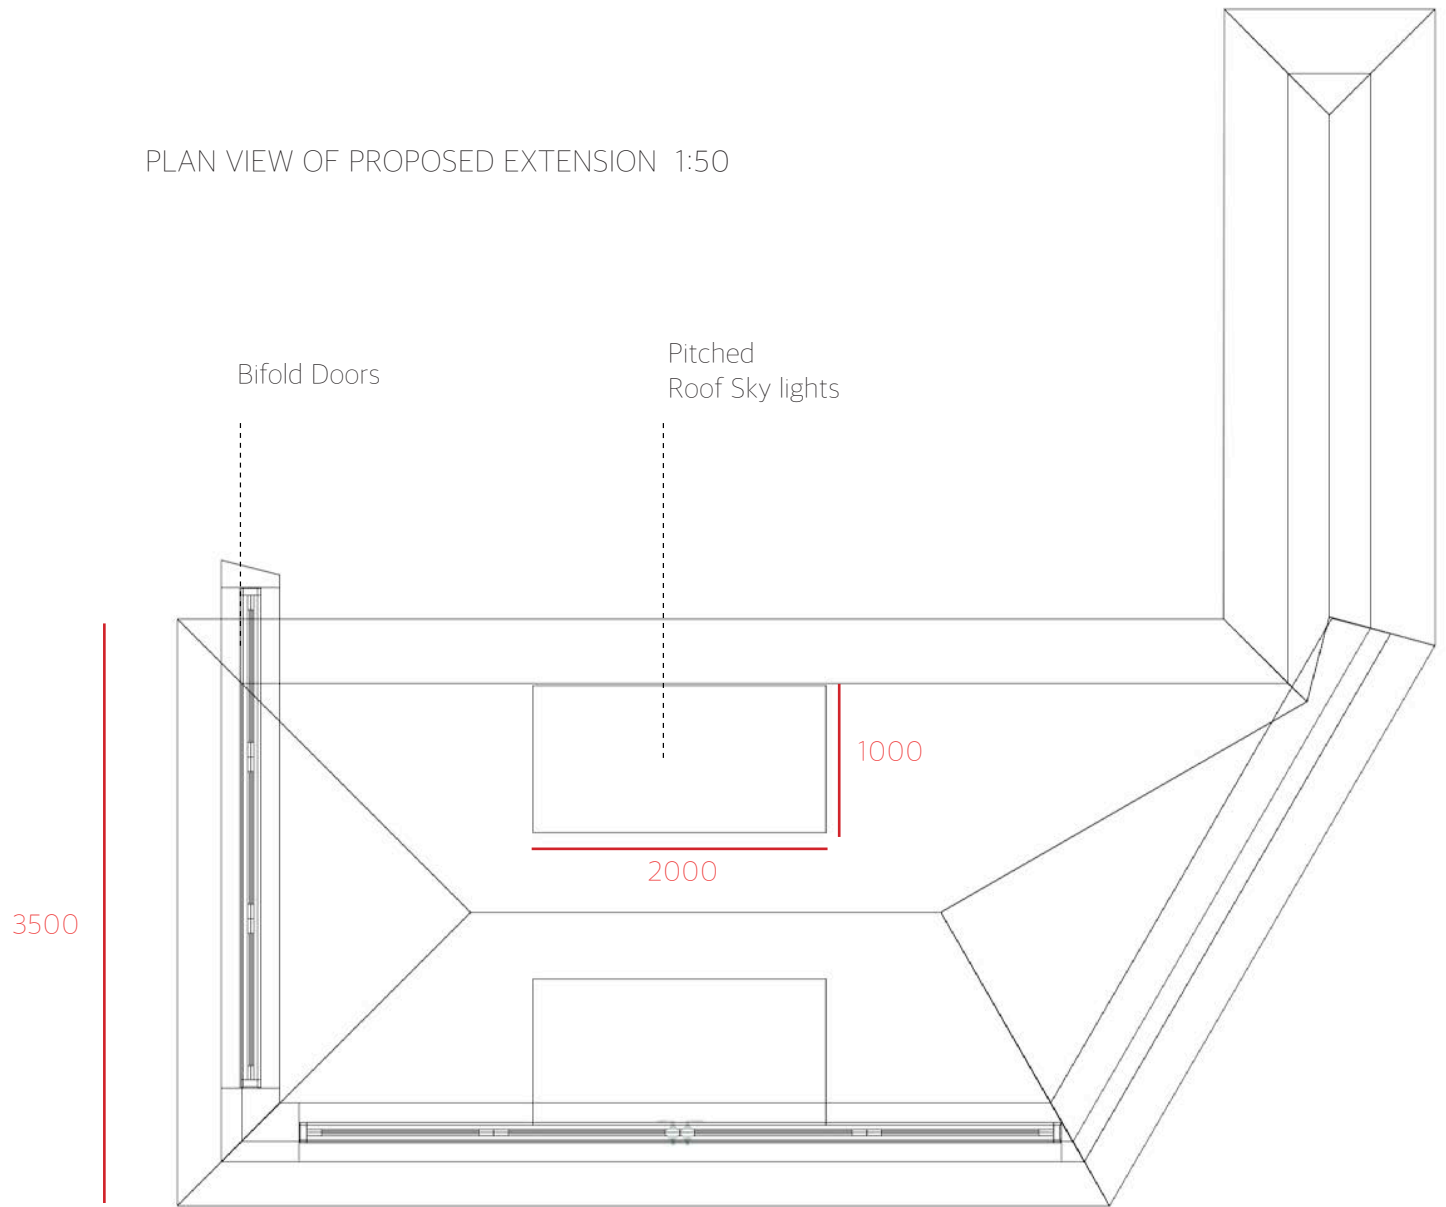 PLAN VIEW OF PROPOSED EXTENSION 1:50
Bifold Doors
Pitched
Roof Sky lights
1000
2000
3500